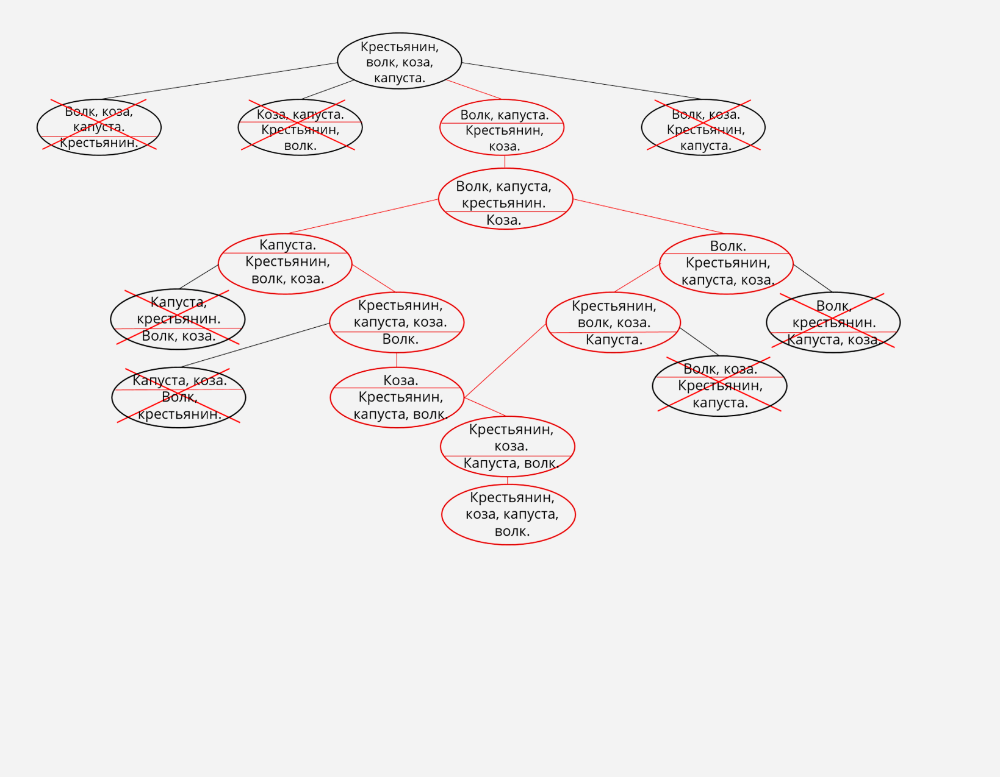 Крестьянин,
волк, коза,
капуста.
Волк, коза,
капуста.
Крестьянин.
Коза, капуста.
Крестьянин,
волк.
Волк, капуста.
Крестьянин,
коза.
Волк, коза.
Крестьянин,
капуста.
Волк, капуста,
крестьянин.
Коза.
Капуста.
Крестьянин,
волк, коза.
Волк.
Крестьянин,
капуста, коза.
Капуста,
крестьянин.
Волк, коза.
Крестьянин,
капуста, коза.
Волк.
Крестьянин,
волк, коза.
Капуста.
Волк,
крестьянин.
Капуста, коза.
Капуста, коза.
Волк,
крестьянин.
Коза.
Крестьянин,
капуста, волк.
Волк, коза.
Крестьянин,
капуста.
Крестьянин,
коза.
Капуста, волк.
Крестьянин,
коза, капуста,
волк.